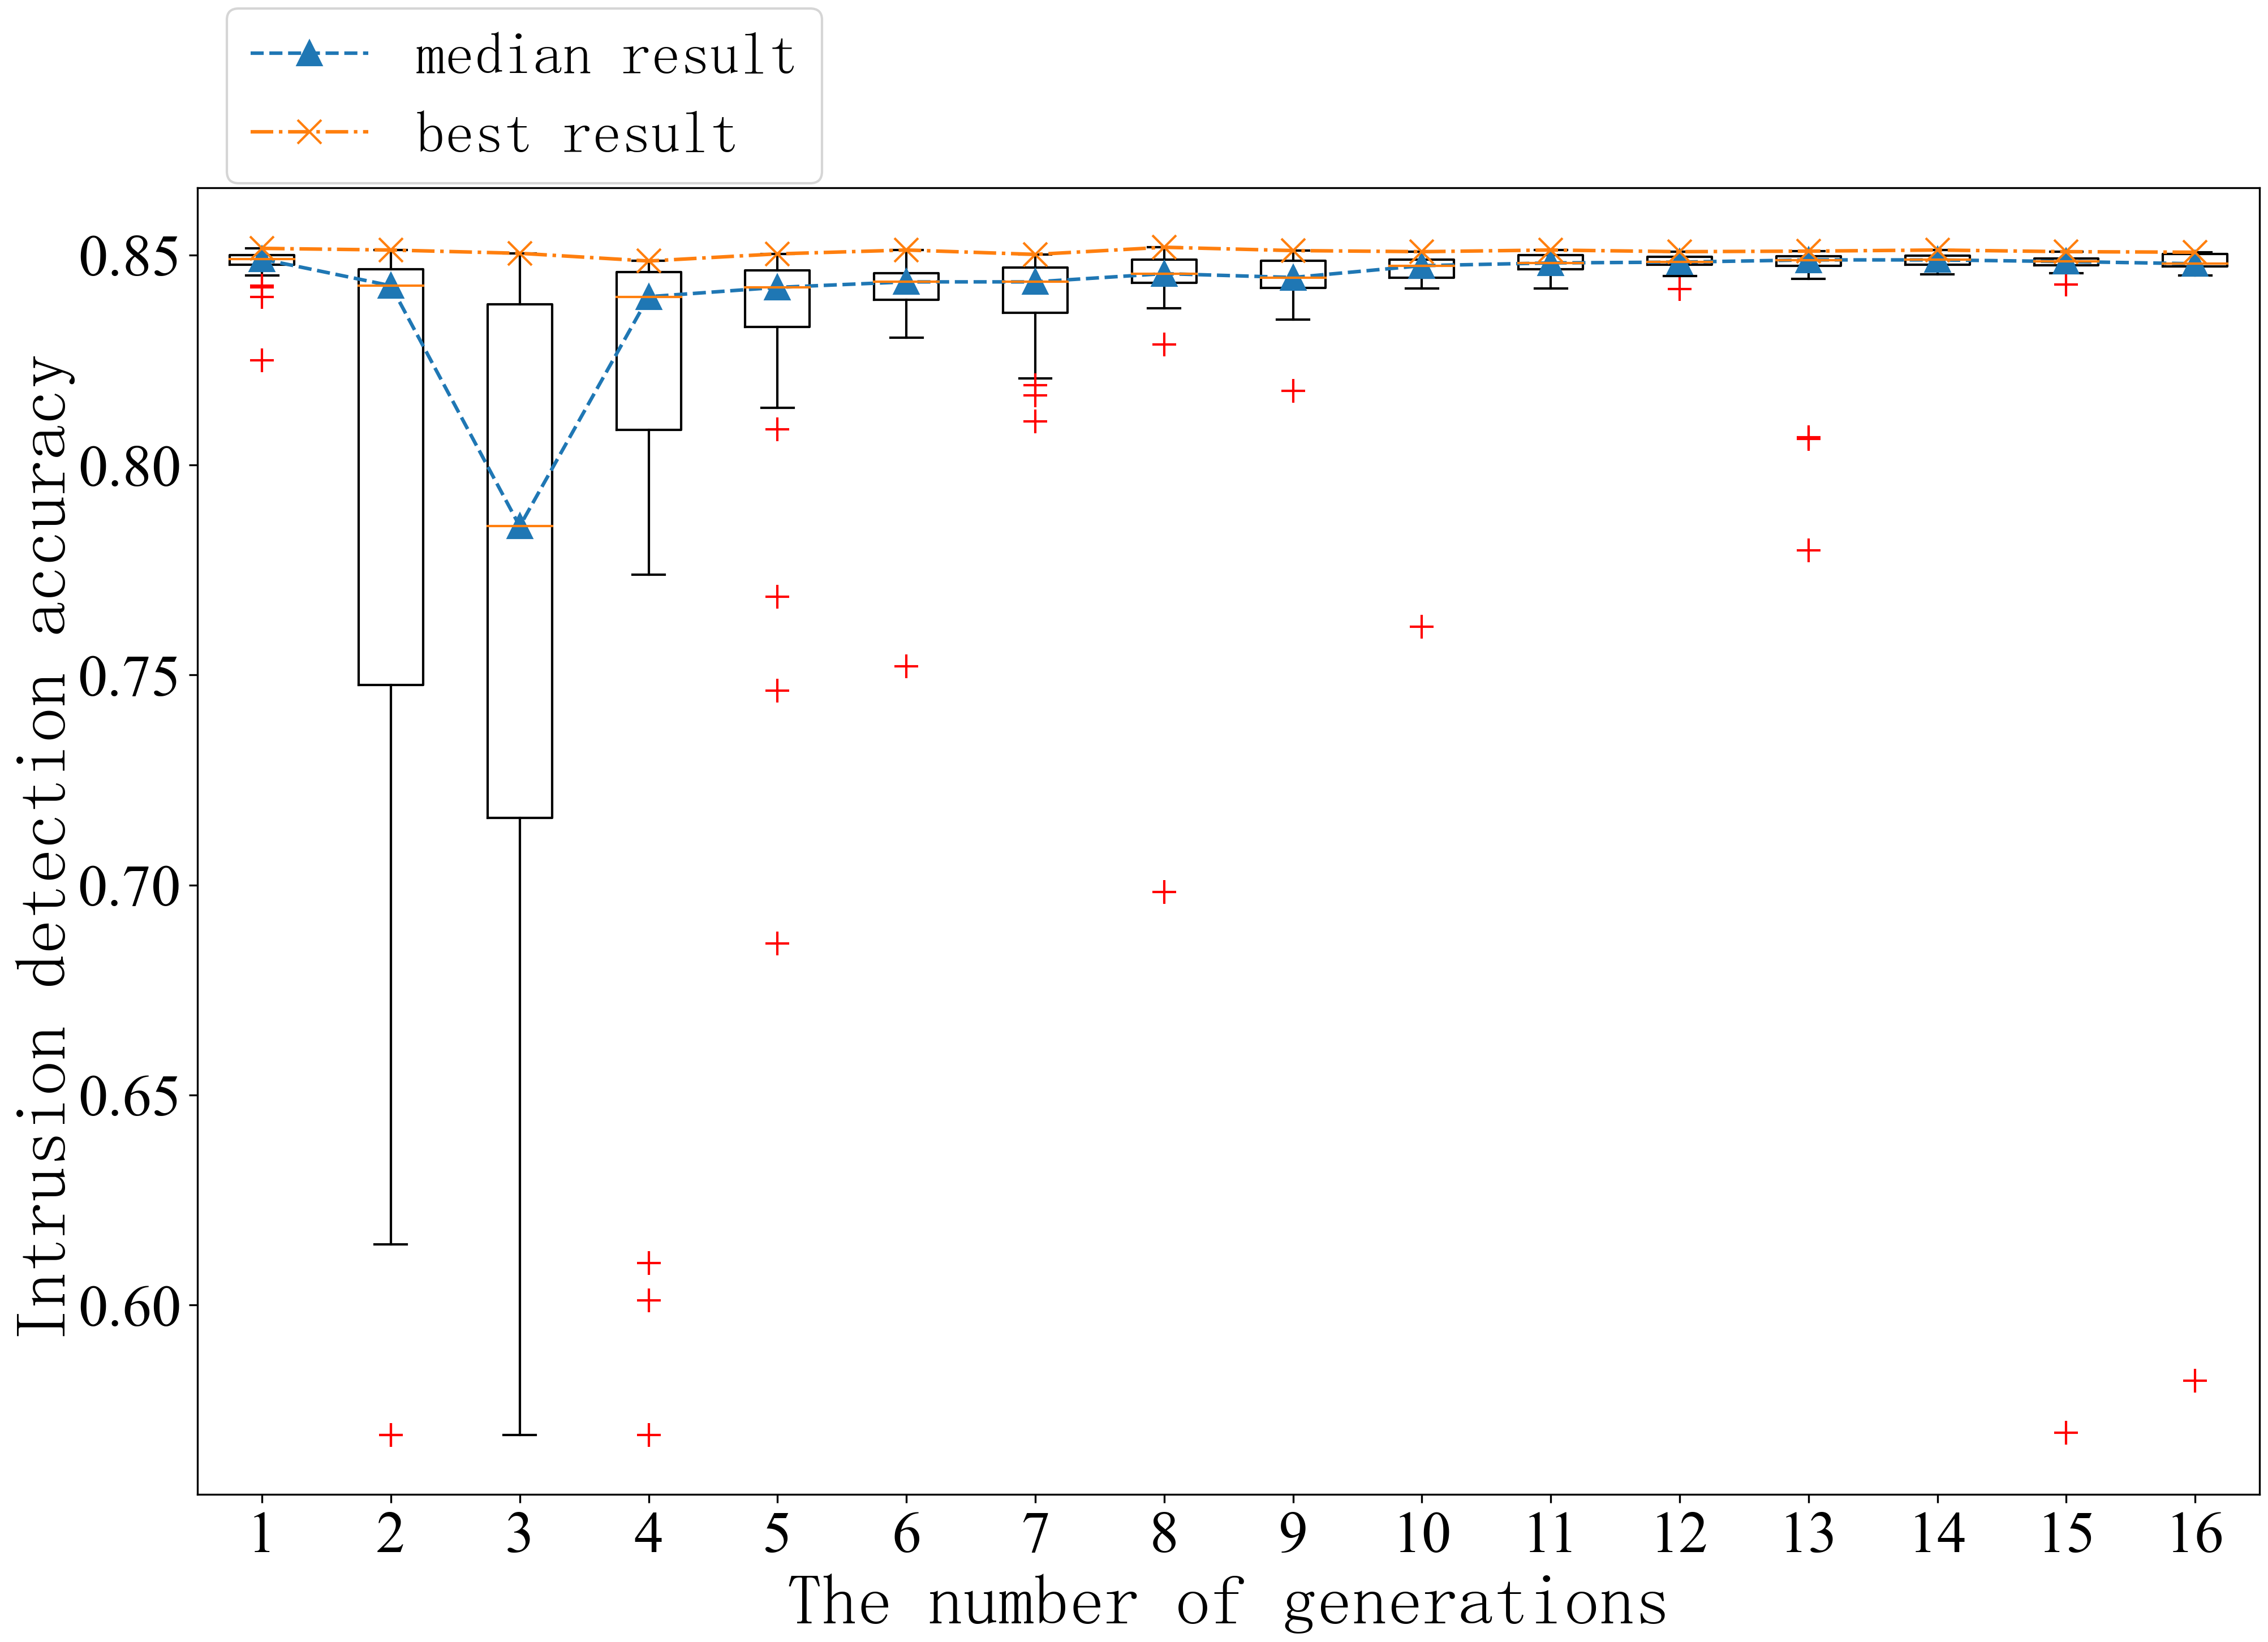 median result
best result
Intrusion detection accuracy
0.85
0.80
0.75
0.70
0.65
0.60
1 2 3 4 5 6 7 8 9 10 11 12 13 14 15 16
The number of generations